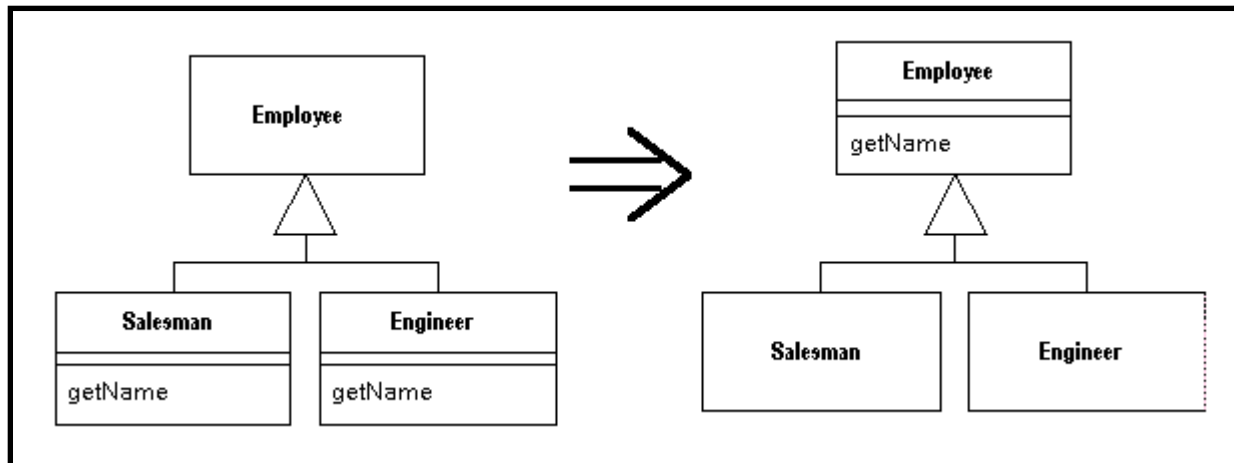 Employee
Salesman
getName
Engineer
getName
Employee
getName
Salesman
Engineer